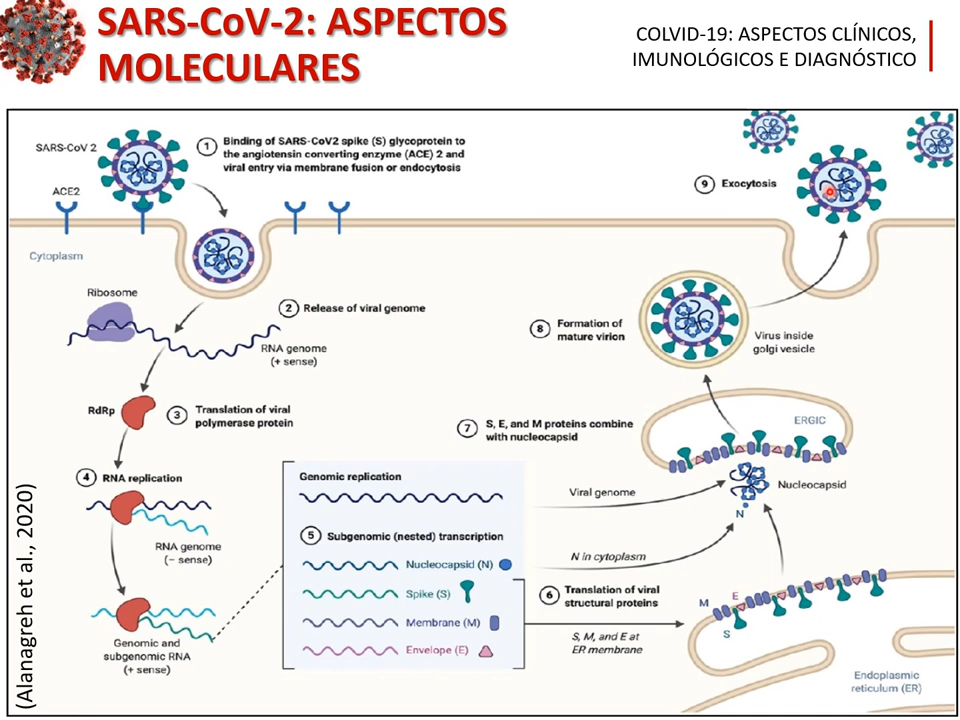 SARS-CoV-2: ASPECTOS
MOLECULARES
COLVID-19: ASPECTOS CLÍNICOS,
IMUNOLÓGICOS E DIAGNÓSTICO
SARS-CoV 2
ACE2
1
Binding of SARS-CoV2 spike (S) glycoprotein to
the angiotensin converting enzyme (ACE) 2 and
viral entry via membrane fusion or endocytosis
9 Exocytosis
Cytoplasm
Ribosome
2 Release of viral genome
RNA genome
(+ sense)
8 Formation of
mature virion
Virus inside
golgi vesicle
RdRp
3 Translation of viral
polymerase protein
7 S, E, and M proteins combine
with nucleocapsid
ERGIC
4 RNA replication
Nucleocapsid
N
RNA genome
(− sense)
Genomic and
subgenomic RNA
(+ sense)
Genomic replication
5 Subgenomic (nested) transcription
Nucleocapsid (N)
Spike (S)
Membrane (M)
Envelope (E)
Viral genome
N in cytoplasm
6 Translation of viral
structural proteins
S, M, and E at
ER membrane
M
E
S
Endoplasmic
reticulum (ER)
(Alanagreh et al., 2020)